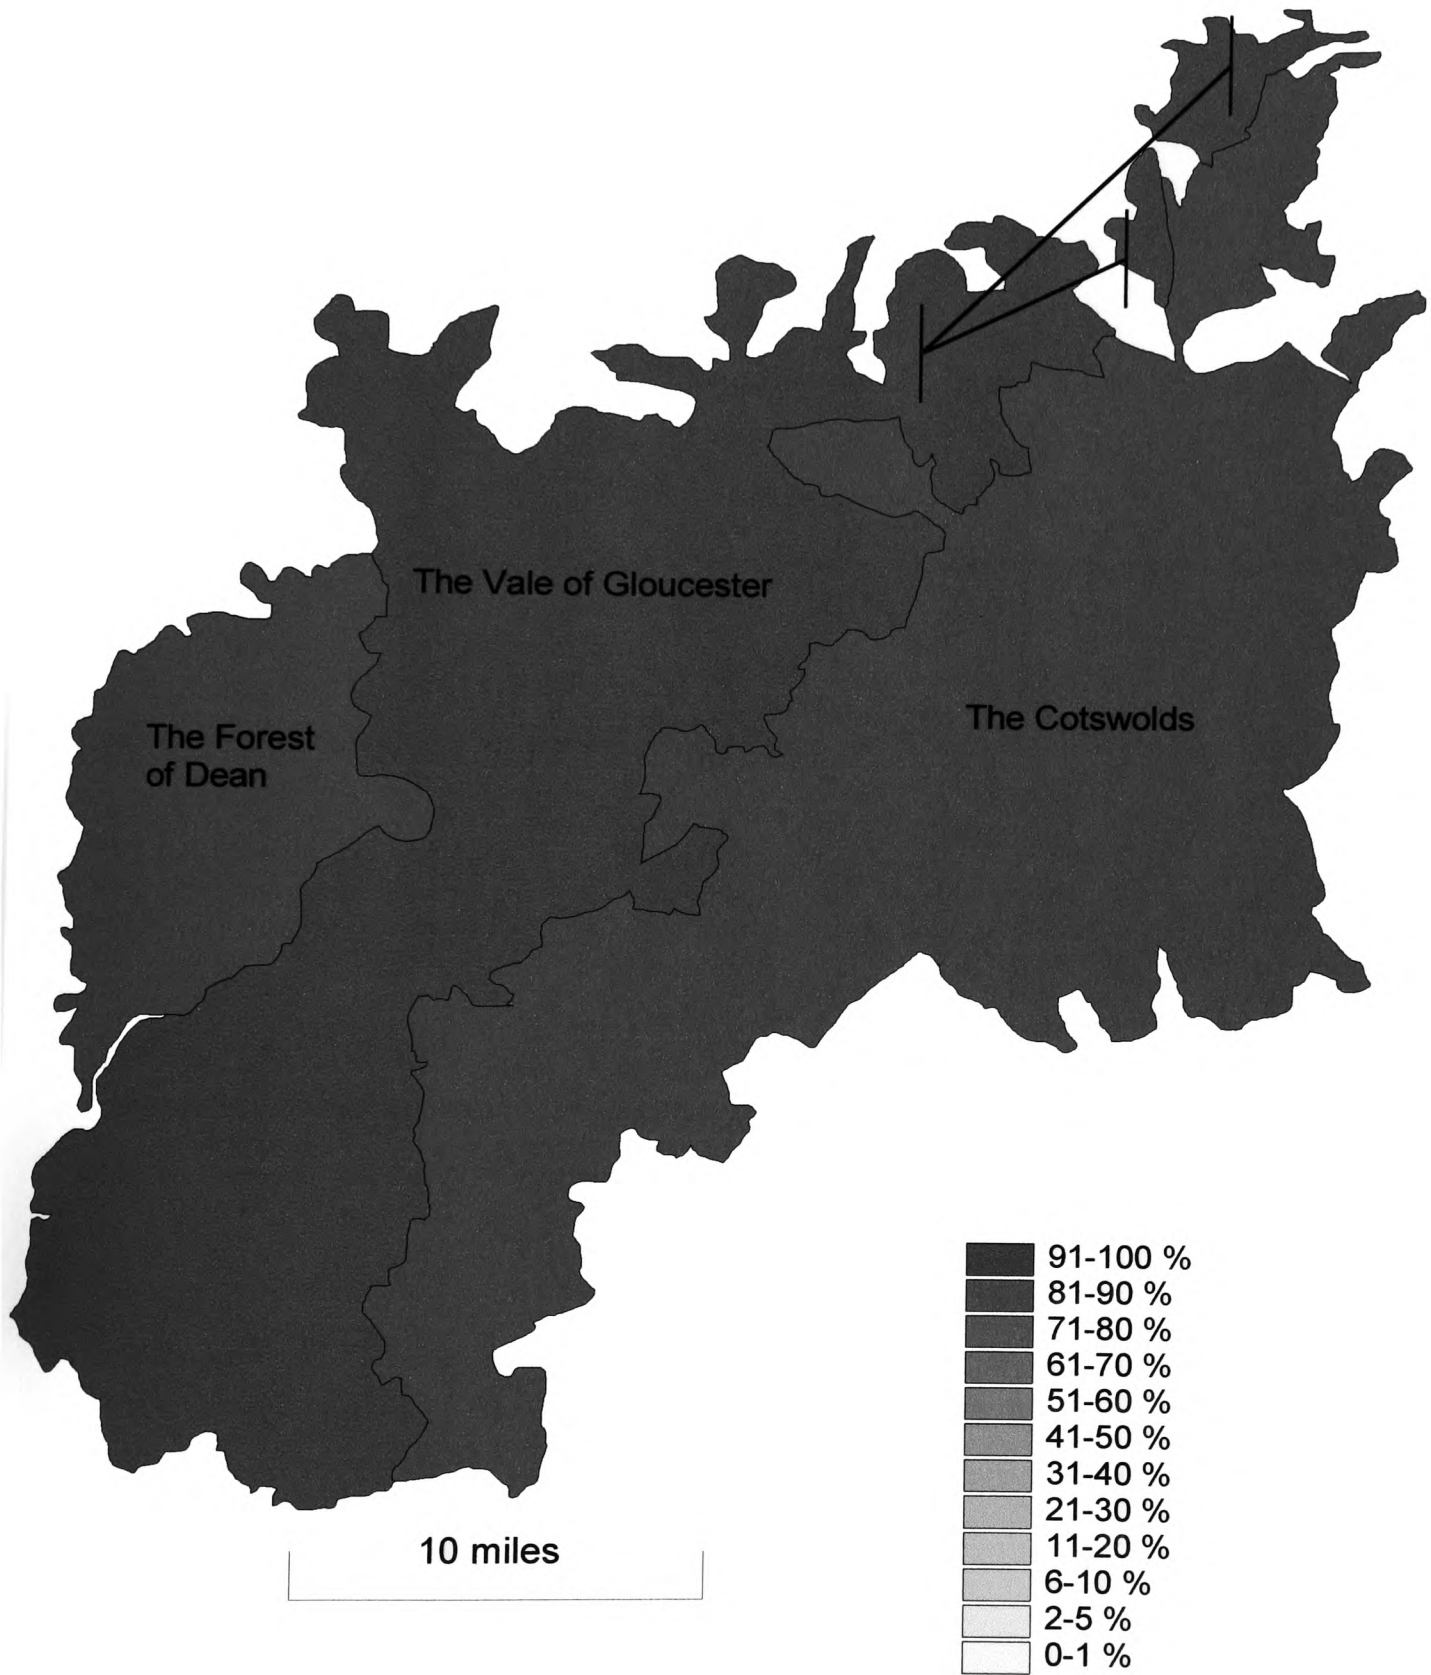 The Vale of Gloucester
The Forest
of Dean
The Cotswolds
10 miles
91-100 %
81-90 %
71-80 %
61-70 %
51-60 %
41-50 %
31-40 %
21-30 %
11-20 %
6-10 %
2-5 %
0-1 %